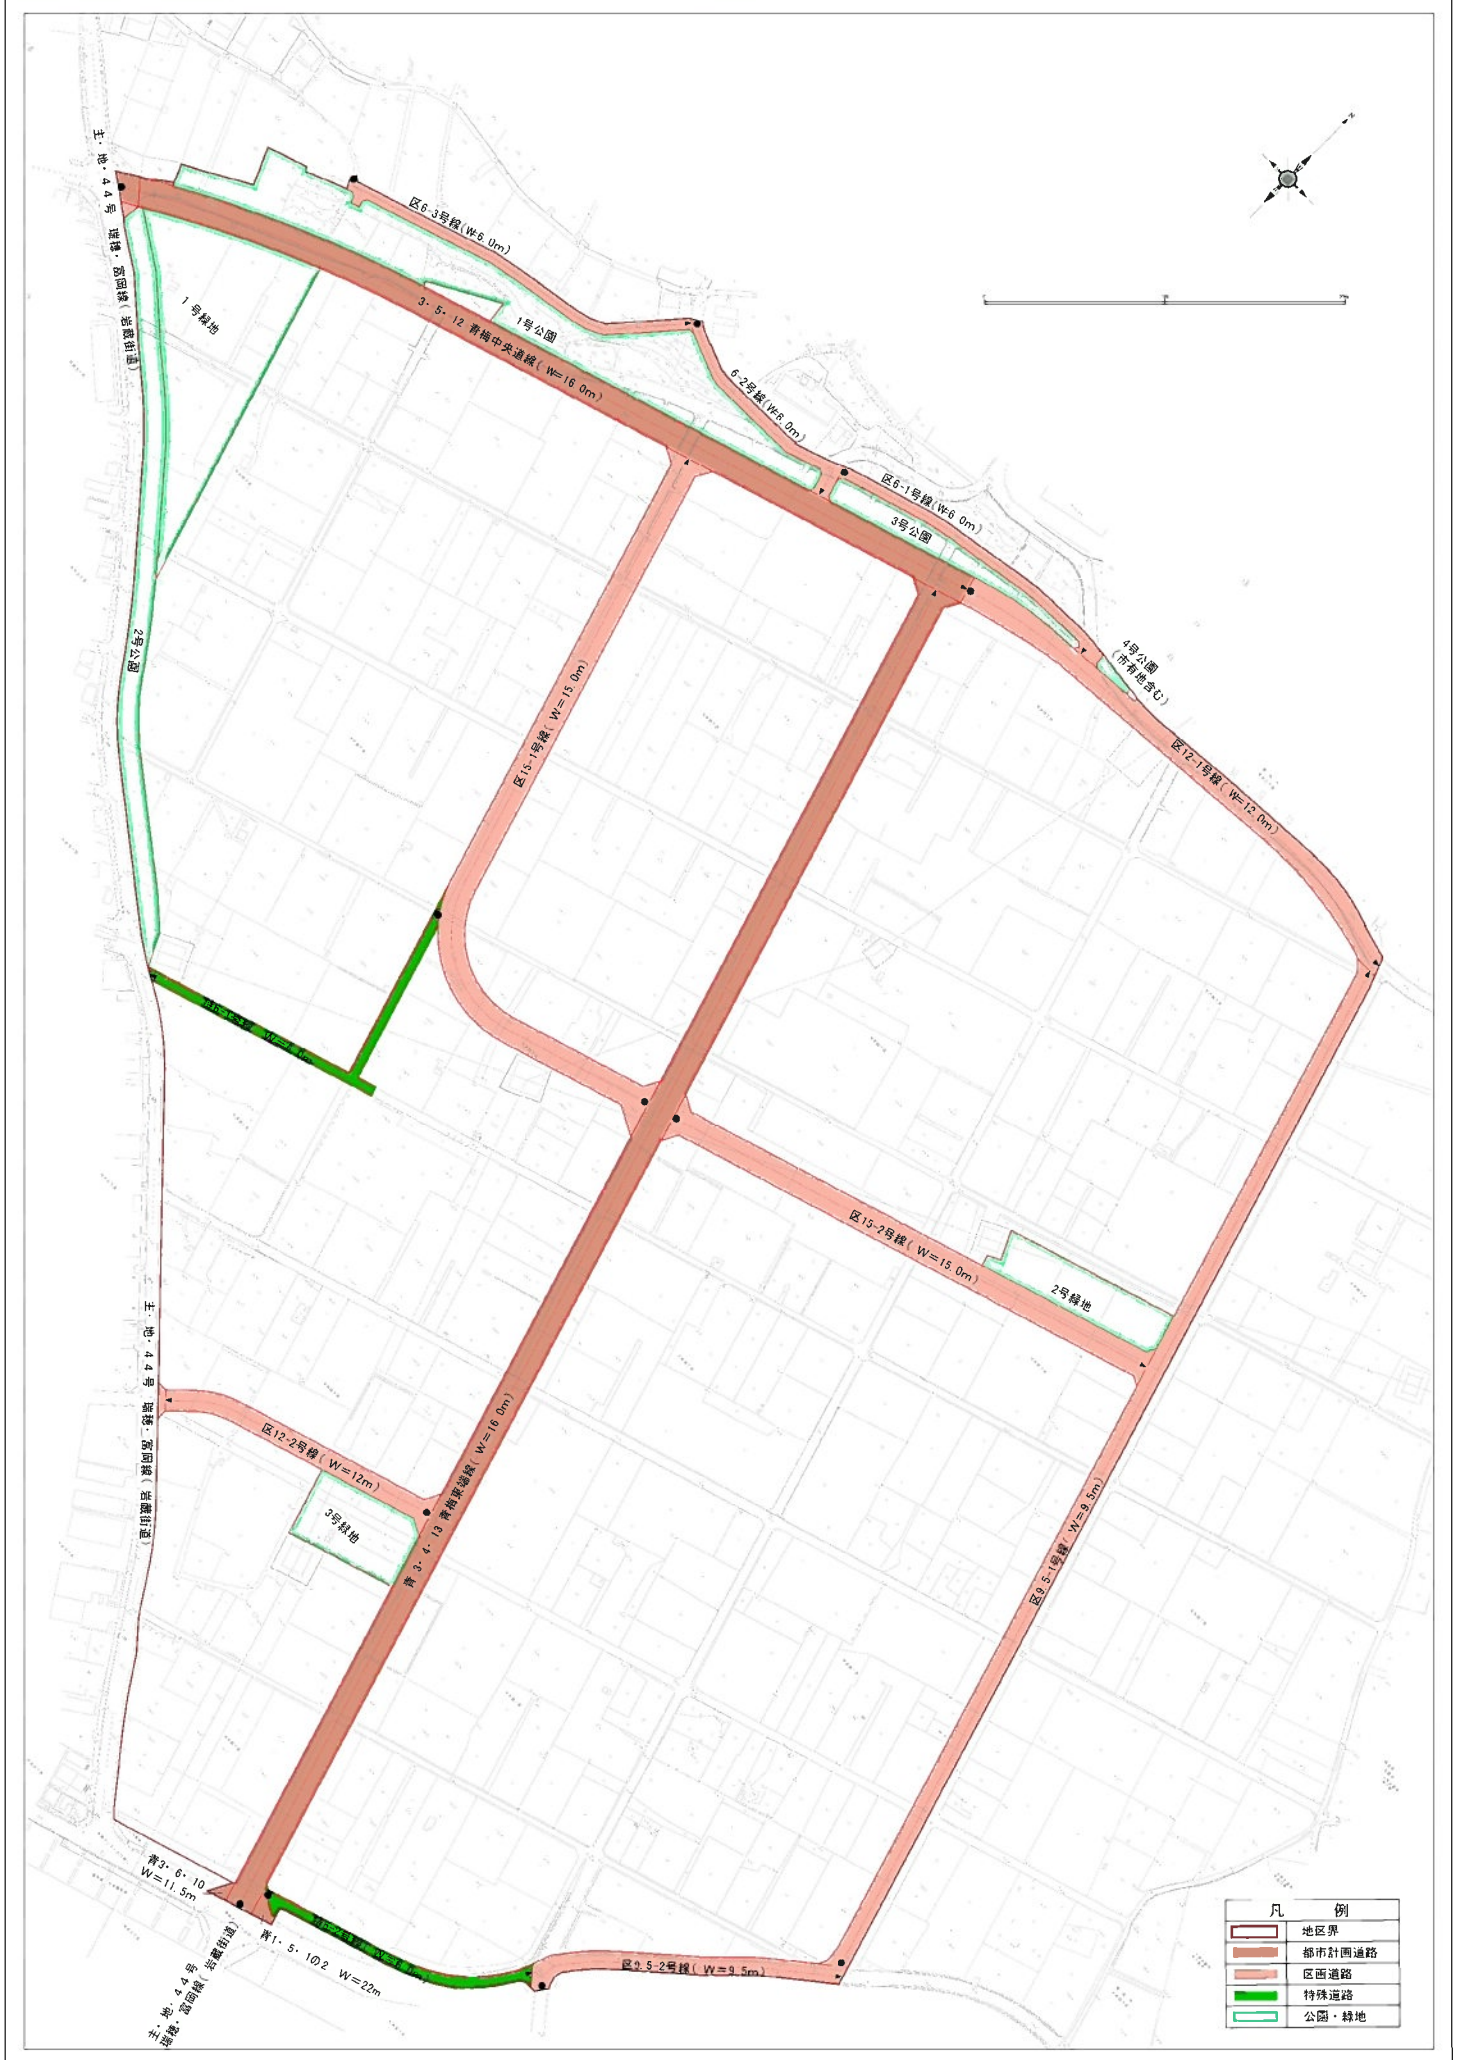 主・地・44号 瑞穂・富岡線(岩蔵街道)
区6-3号線(W=6.0m)
1号緑地
3・5・12 青梅中央道線(W=16.0m)
1号公園
6-2号線(W=6.0m)
区6-1号線(W=6.0m)
3号公園
4号公園
(市有地含む)
2号公園
区15-1号線(W=15.0m)
区12-1号線(W=12.0m)
区15-2号線(W=15.0m)
2号緑地
主・地・44号 瑞穂・富岡線(岩蔵街道)
区12-2号線(W=12m)
3号緑地
青3・4・13 青梅東端線(W=16.0m)
区9.5-1号線(W=9.5m)
青3・6・10
W=11.5m
青1・5・1の2 W=22m
主・地・44号
瑞穂・富岡線(岩蔵街道)
区9.5-2号線(W=9.5m)
凡例
地区界
都市計画道路
区画道路
特殊道路
公園・緑地